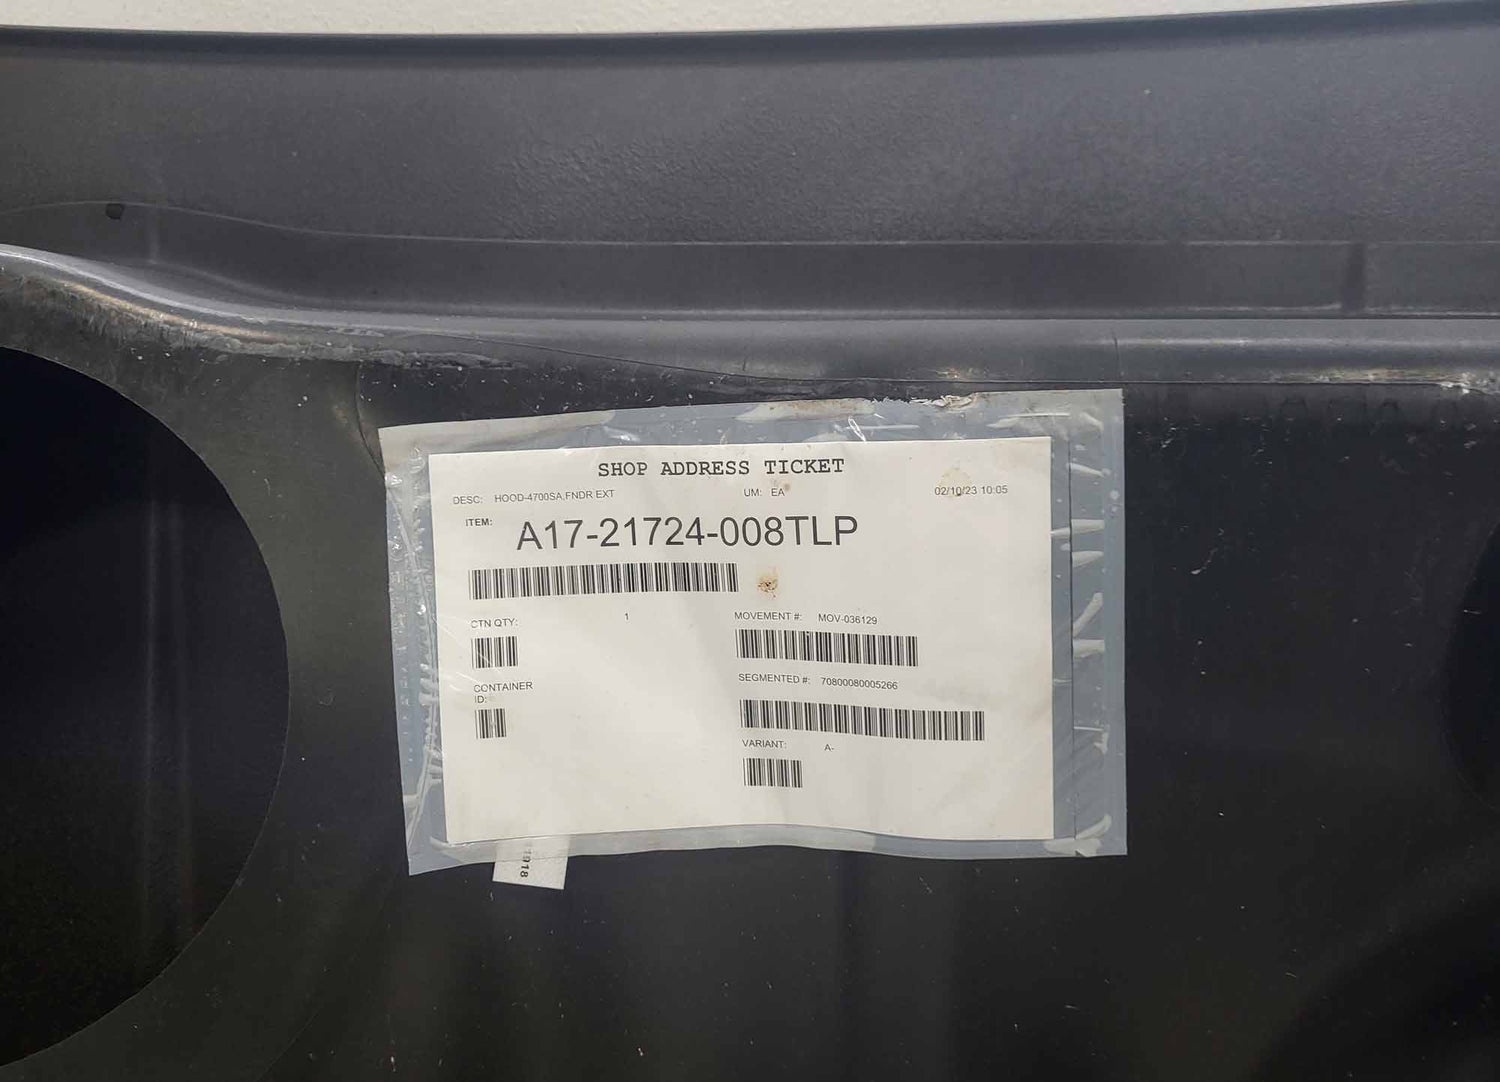 SHOP ADDRESS TICKET
DESC: HOOD-4700SA,FNDR EXT UM: EA 02/10/23 10:05
ITEM: A17-21724-008TLP
CTN QTY: 1
MOVEMENT #: MOV-036129
CONTAINER
ID:
SEGMENTED #: 70800080005266
VARIANT: A-
1918